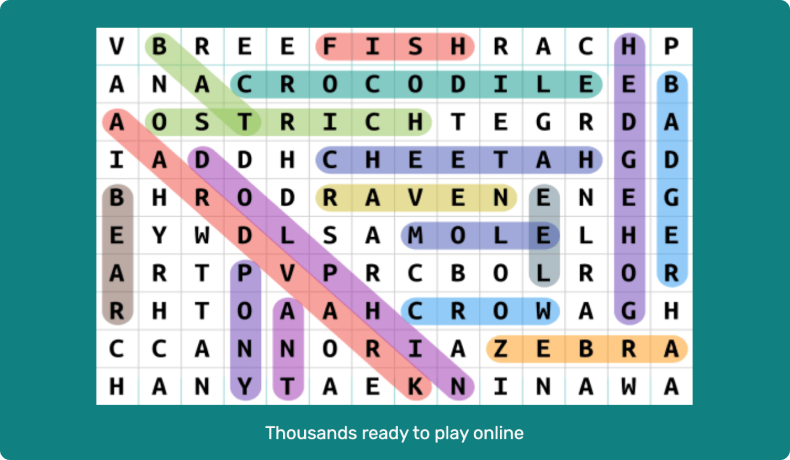 V B R E E F I S H R A C H P
A N A C R O C O D I L E E B
A O S T R I C H T E G R D A
I A D D H C H E E T A H G D
B H R O D R A V E N E N E G
E Y W D L S A M O L E L H E
A R T P V P R C B O L R O R
R H T O A A H C R O W A G H
C C A N N O R I A Z E B R A
H A N Y T A E K N I N A W A
Thousands ready to play online